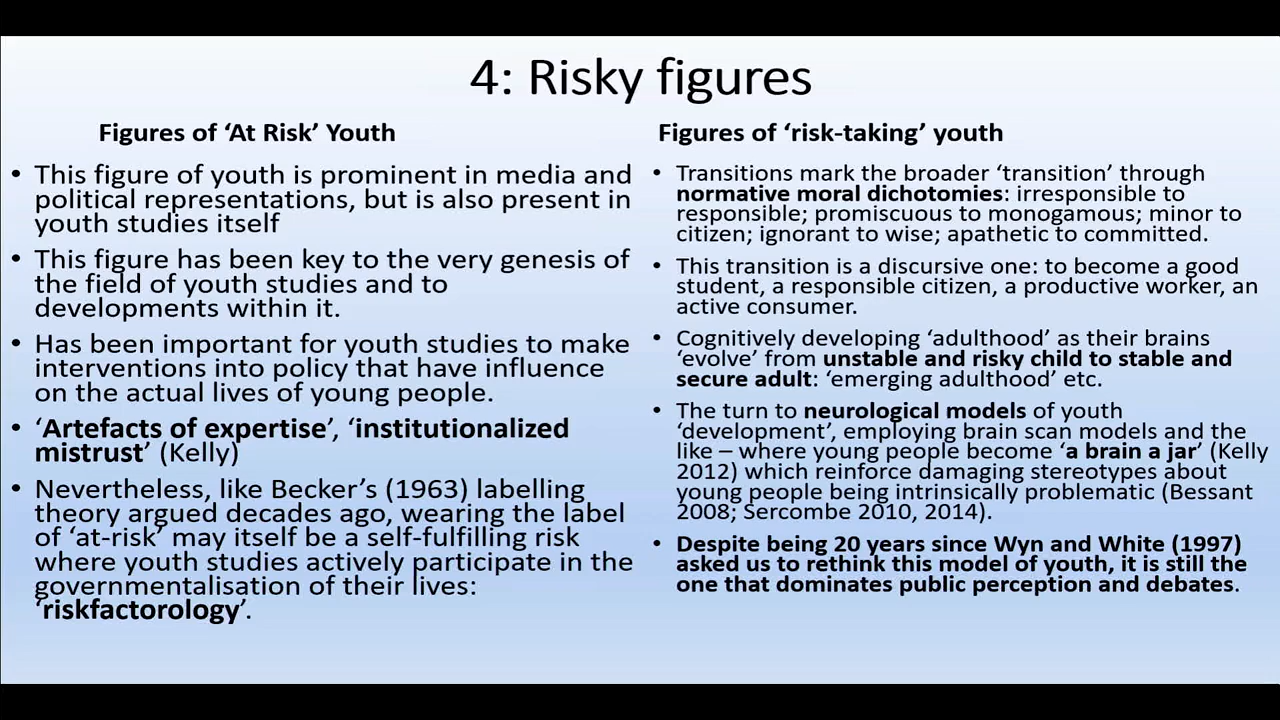 4: Risky figures
Figures of ‘At Risk’ Youth
• This figure of youth is prominent in media and
political representations, but is also present in
youth studies itself
• This figure has been key to the very genesis of
the field of youth studies and to
developments within it.
• Has been important for youth studies to make
interventions into policy that have influence
on the actual lives of young people.
• ‘Artefacts of expertise’, ‘institutionalized
mistrust’ (Kelly)
• Nevertheless, like Becker’s (1963) labelling
theory argued decades ago, wearing the label
of ‘at-risk’ may itself be a self-fulfilling risk
where youth studies actively participate in the
governmentalisation of their lives:
‘riskfactorology’.
Figures of ‘risk-taking’ youth
• Transitions mark the broader ‘transition’ through
normative moral dichotomies: irresponsible to
responsible; promiscuous to monogamous; minor to
citizen; ignorant to wise; apathetic to committed.
• This transition is a discursive one: to become a good
student, a responsible citizen, a productive worker, an
active consumer.
• Cognitively developing ‘adulthood’ as their brains
‘evolve’ from unstable and risky child to stable and
secure adult: ‘emerging adulthood’ etc.
• The turn to neurological models of youth
‘development’, employing brain scan models and the
like – where young people become ‘a brain a jar’ (Kelly
2012) which reinforce damaging stereotypes about
young people being intrinsically problematic (Bessant
2008; Sercombe 2010, 2014).
• Despite being 20 years since Wyn and White (1997)
asked us to rethink this model of youth, it is still the
one that dominates public perception and debates.